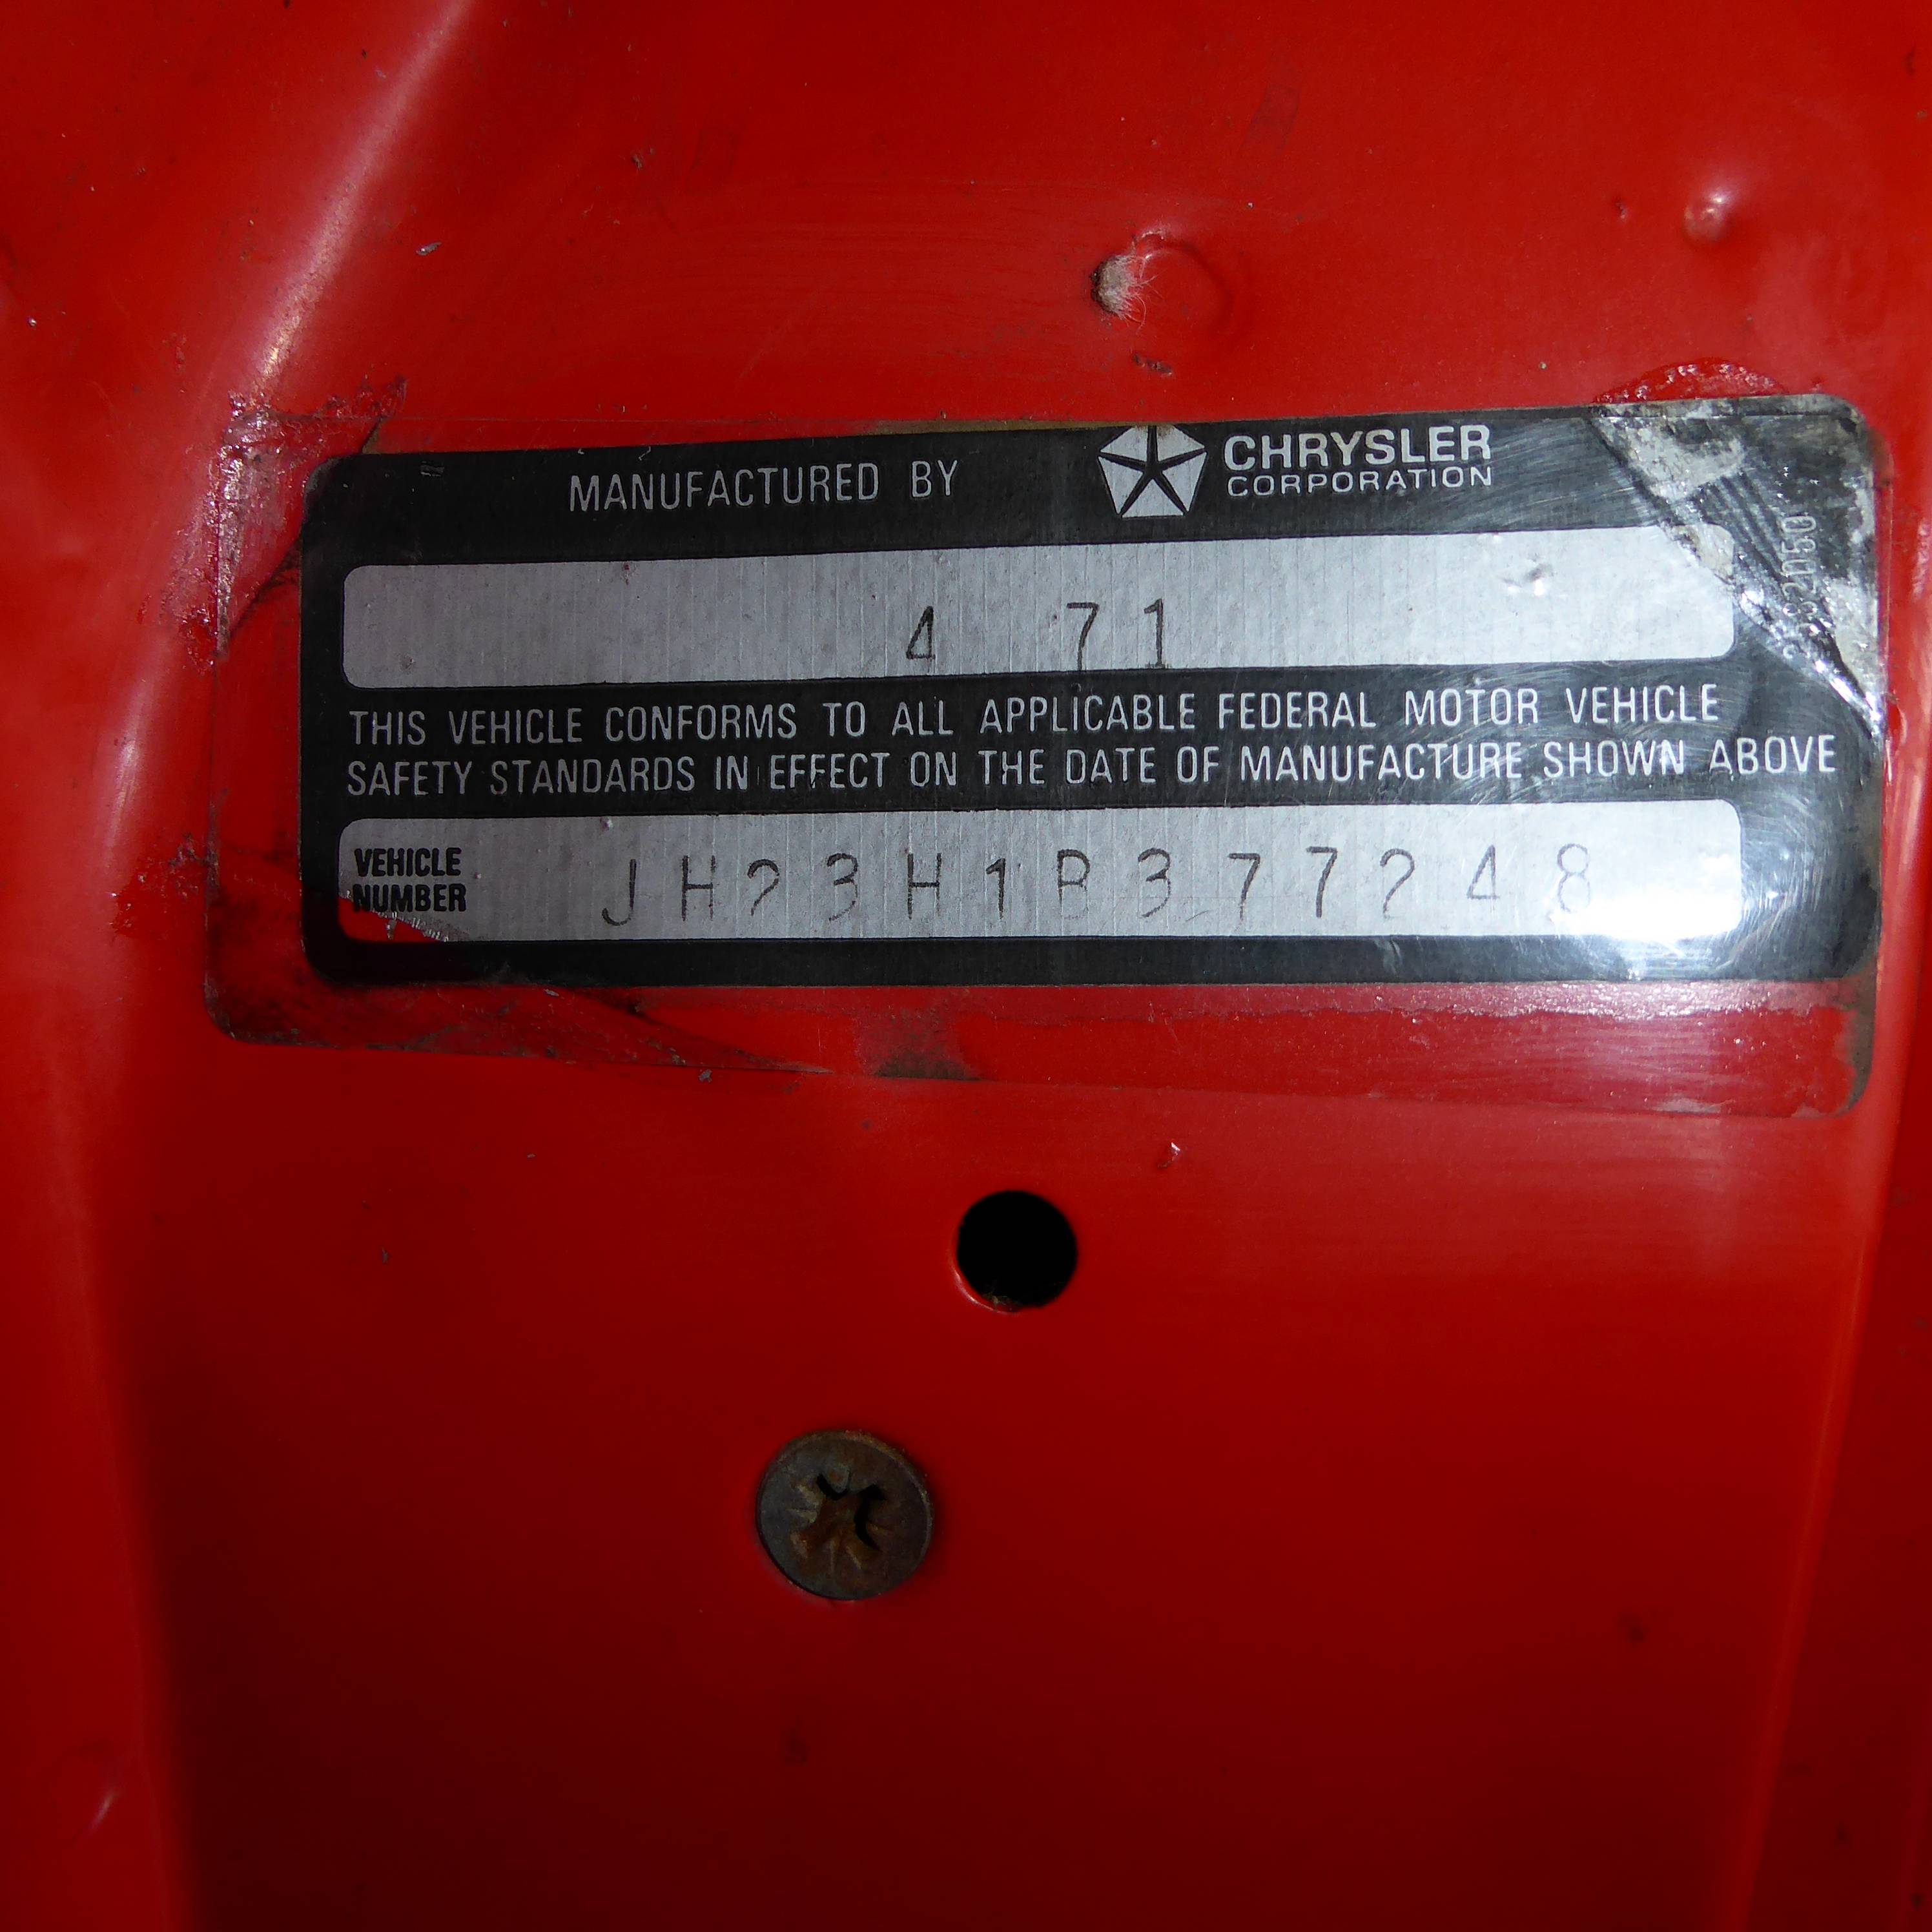 MANUFACTURED BY CHRYSLER
CORPORATION
4 71
THIS VEHICLE CONFORMS TO ALL APPLICABLE FEDERAL MOTOR VEHICLE
SAFETY STANDARDS IN EFFECT ON THE DATE OF MANUFACTURE SHOWN ABOVE
VEHICLE
NUMBER
JH23H1B377248